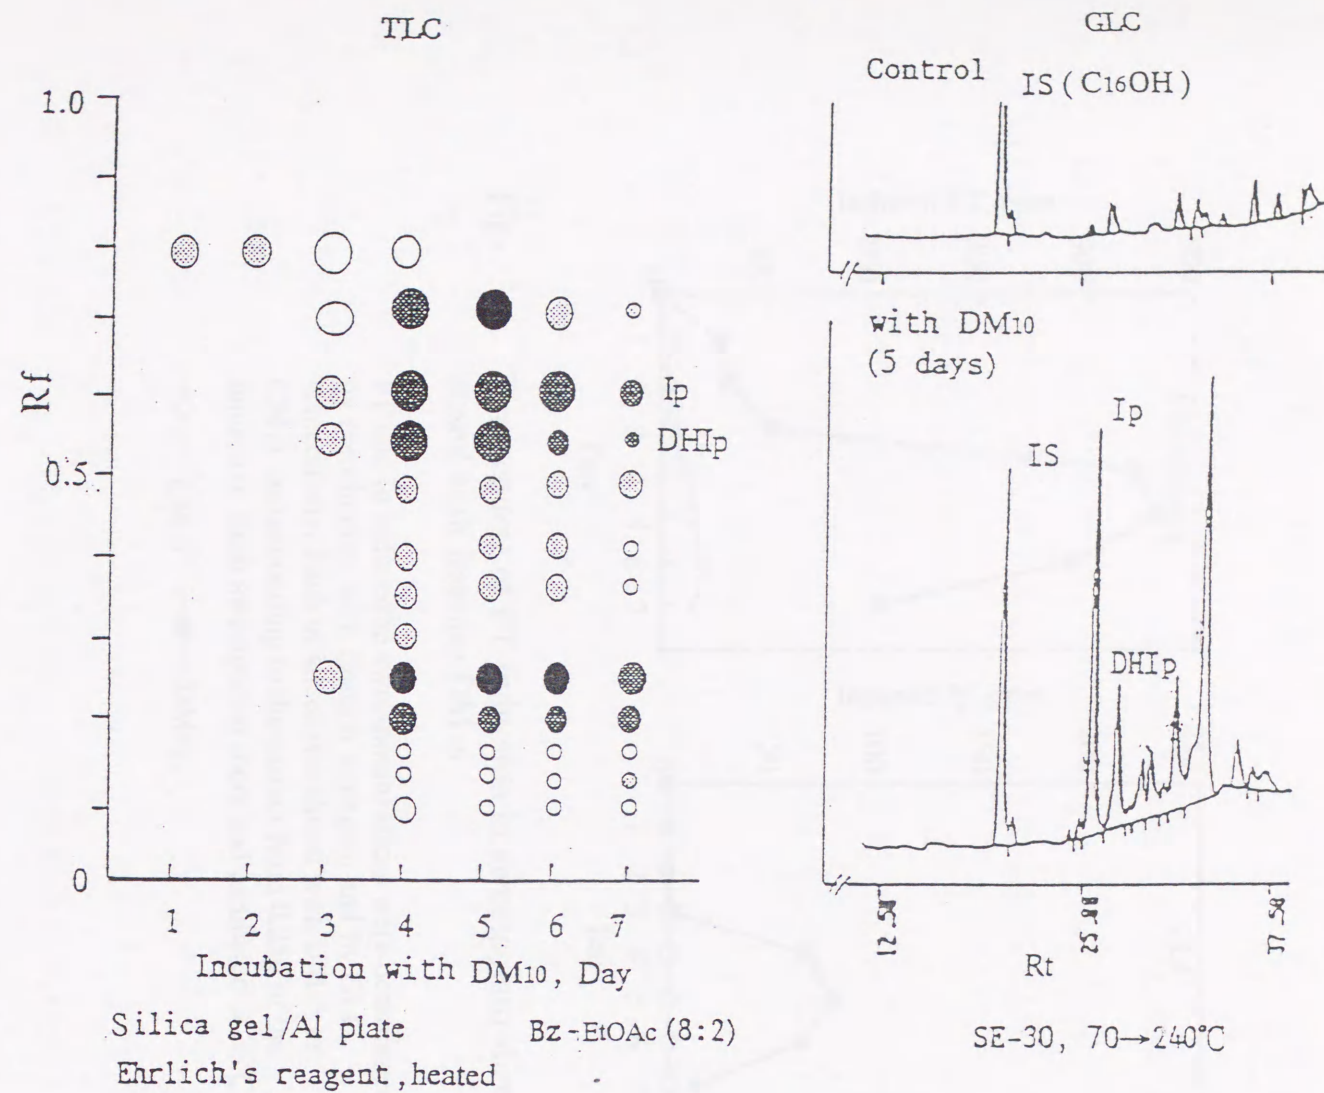 TLC
1.0
0.5
0
Rf
Ip
DHIp
1 2 3 4 5 6 7
Incubation with DM10, Day
Silica gel/Al plate Bz-EtOAc (8:2)
Ehrlich's reagent, heated
GLC
Control IS (C16OH)
with DM10
(5 days)
IS
Ip
DHIp
12.50
37.50
Rt
SE-30, 70→240°C